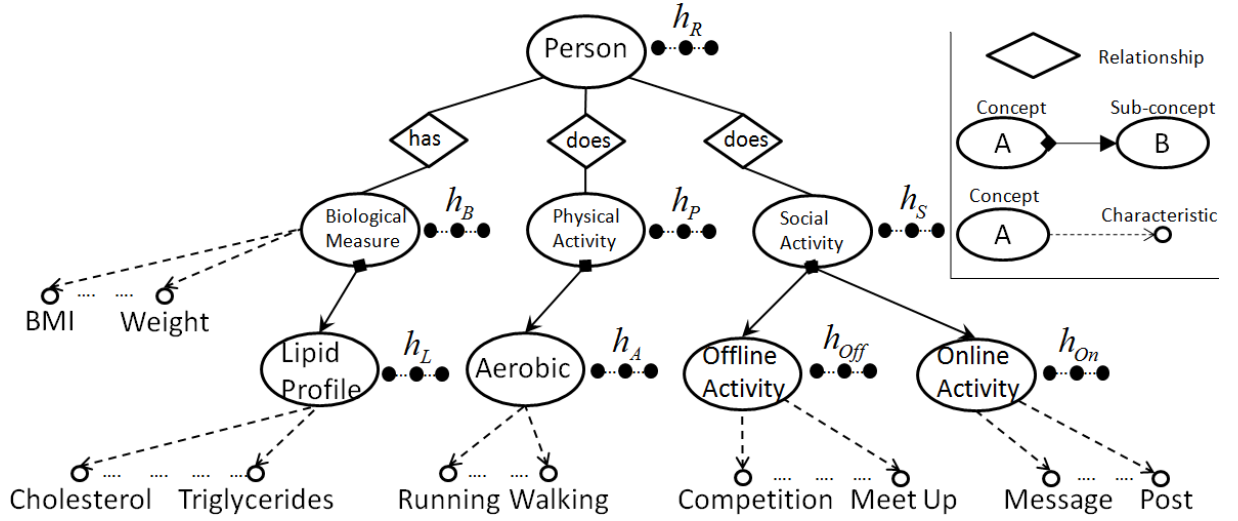 Person
h_R
Relationship
has
does
does
Concept
Sub-concept
A
B
Biological
Measure
h_B
Physical
Activity
h_P
Social
Activity
h_S
Concept
A
Characteristic
BMI
.... ....
Weight
Lipid
Profile
h_L
Aerobic
h_A
Offline
Activity
h_Off
Online
Activity
h_On
Cholesterol
.... .... .... ....
Triglycerides
Running
.... ....
Walking
Competition
.... .... ....
Meet Up
Message
.... ....
Post